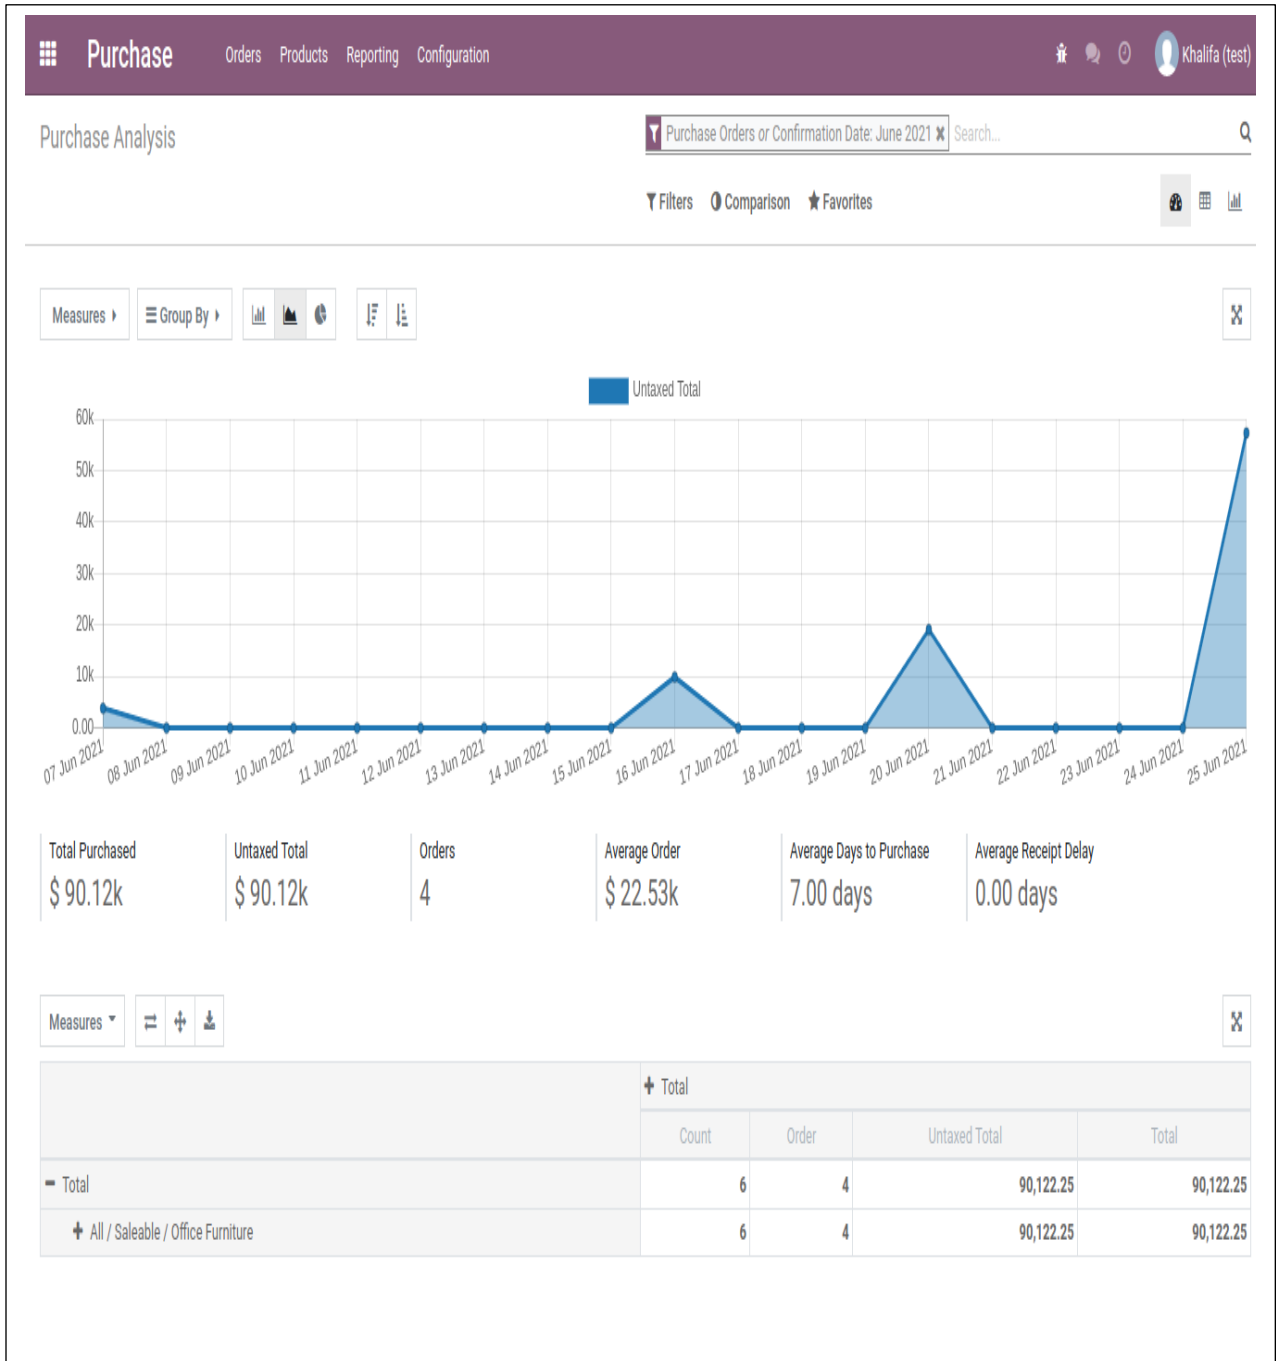 Purchase Orders Products Reporting Configuration Khalifa (test)
Purchase Analysis
Purchase Orders or Confirmation Date: June 2021 ✖ Search...
Filters Comparison Favorites
Measures Group By
Untaxed Total
60k
50k
40k
30k
20k
10k
0.00
07 Jun 2021 08 Jun 2021 09 Jun 2021 10 Jun 2021 11 Jun 2021 12 Jun 2021 13 Jun 2021 14 Jun 2021 15 Jun 2021 16 Jun 2021 17 Jun 2021 18 Jun 2021 19 Jun 2021 20 Jun 2021 21 Jun 2021 22 Jun 2021 23 Jun 2021 24 Jun 2021 25 Jun 2021
Total Purchased Untaxed Total Orders Average Order Average Days to Purchase Average Receipt Delay
$ 90.12k $ 90.12k 4 $ 22.53k 7.00 days 0.00 days
Measures
+ Total
Count Order Untaxed Total Total
− Total 6 4 90,122.25 90,122.25
+ All / Saleable / Office Furniture 6 4 90,122.25 90,122.25